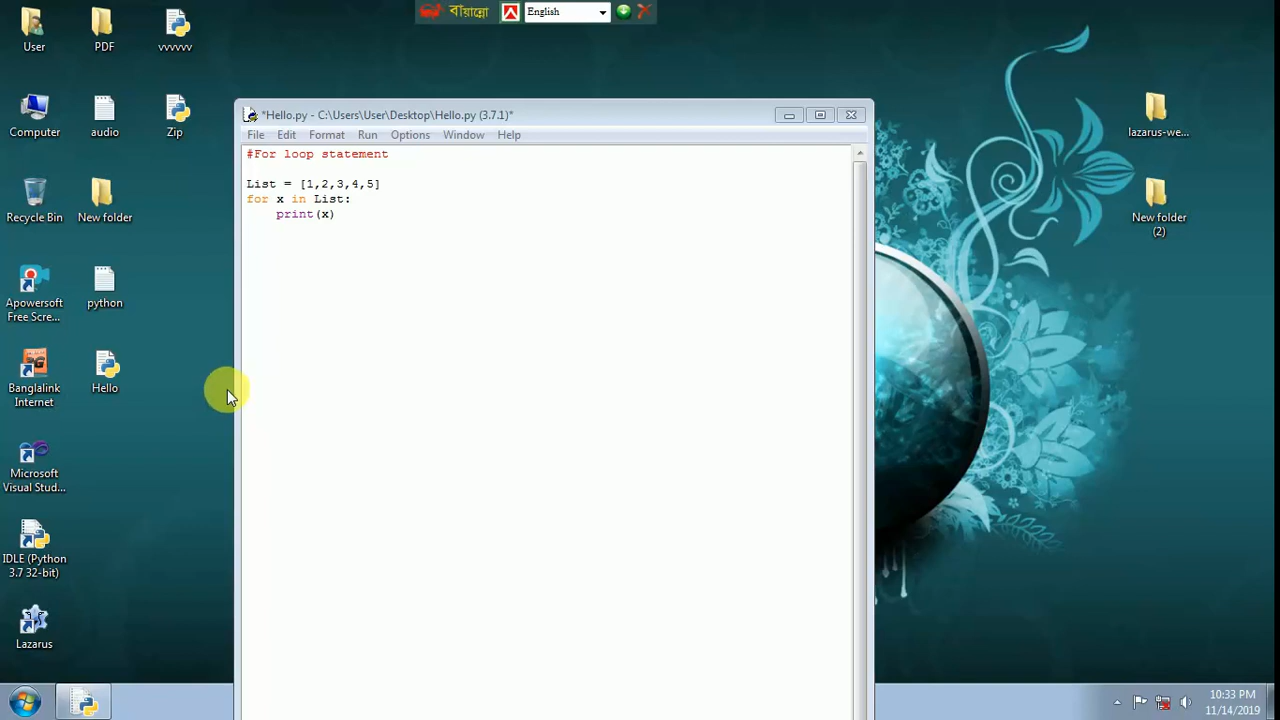 বায়ান্নো
English
User
PDF
vvvvvv
Computer
audio
Zip
Recycle Bin
New folder
Apowersoft
Free Scre...
python
Banglalink
Internet
Hello
Microsoft
Visual Stud...
IDLE (Python
3.7 32-bit)
Lazarus
*Hello.py - C:\Users\User\Desktop\Hello.py (3.7.1)*
File Edit Format Run Options Window Help
#For loop statement
List = [1,2,3,4,5]
for x in List:
    print(x)
lazarus-we...
New folder
(2)
10:33 PM
11/14/2019